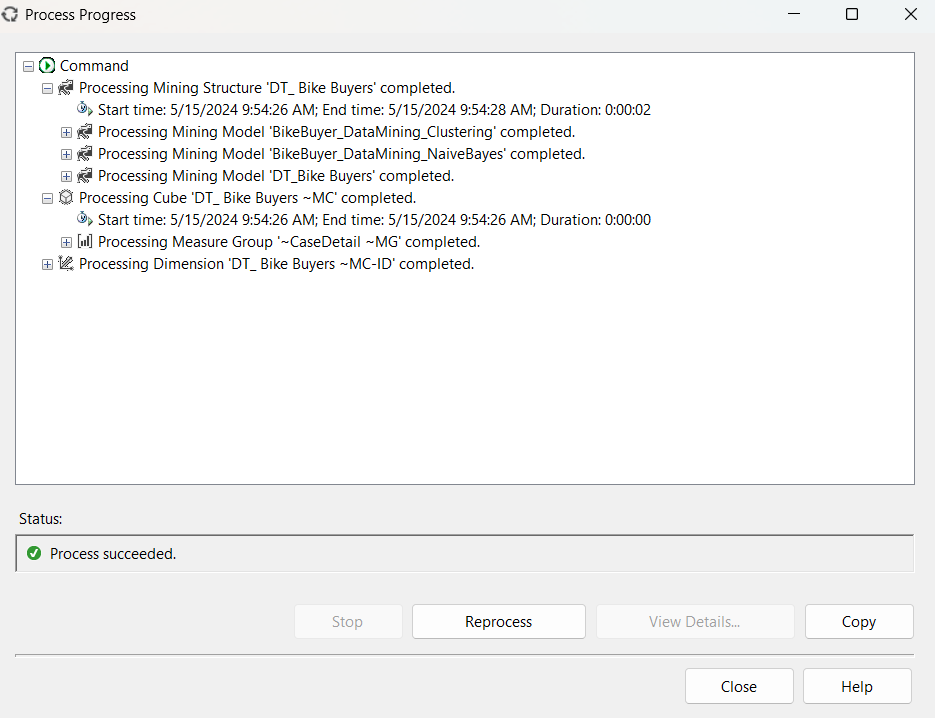 Process Progress
Command
Processing Mining Structure 'DT_ Bike Buyers' completed.
Start time: 5/15/2024 9:54:26 AM; End time: 5/15/2024 9:54:28 AM; Duration: 0:00:02
Processing Mining Model 'BikeBuyer_DataMining_Clustering' completed.
Processing Mining Model 'BikeBuyer_DataMining_NaiveBayes' completed.
Processing Mining Model 'DT_Bike Buyers' completed.
Processing Cube 'DT_ Bike Buyers ~MC' completed.
Start time: 5/15/2024 9:54:26 AM; End time: 5/15/2024 9:54:26 AM; Duration: 0:00:00
Processing Measure Group '~CaseDetail ~MG' completed.
Processing Dimension 'DT_ Bike Buyers ~MC-ID' completed.
Status:
Process succeeded.
Stop Reprocess View Details... Copy
Close Help